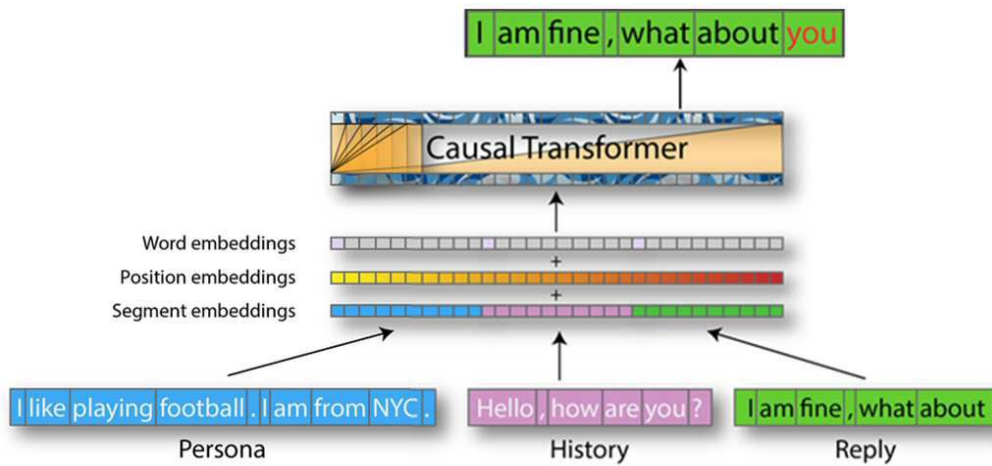 I am fine , what about you
Causal Transformer
Word embeddings
+
Position embeddings
+
Segment embeddings
I like playing football . I am from NYC .
Hello , how are you ?
I am fine , what about
Persona
History
Reply